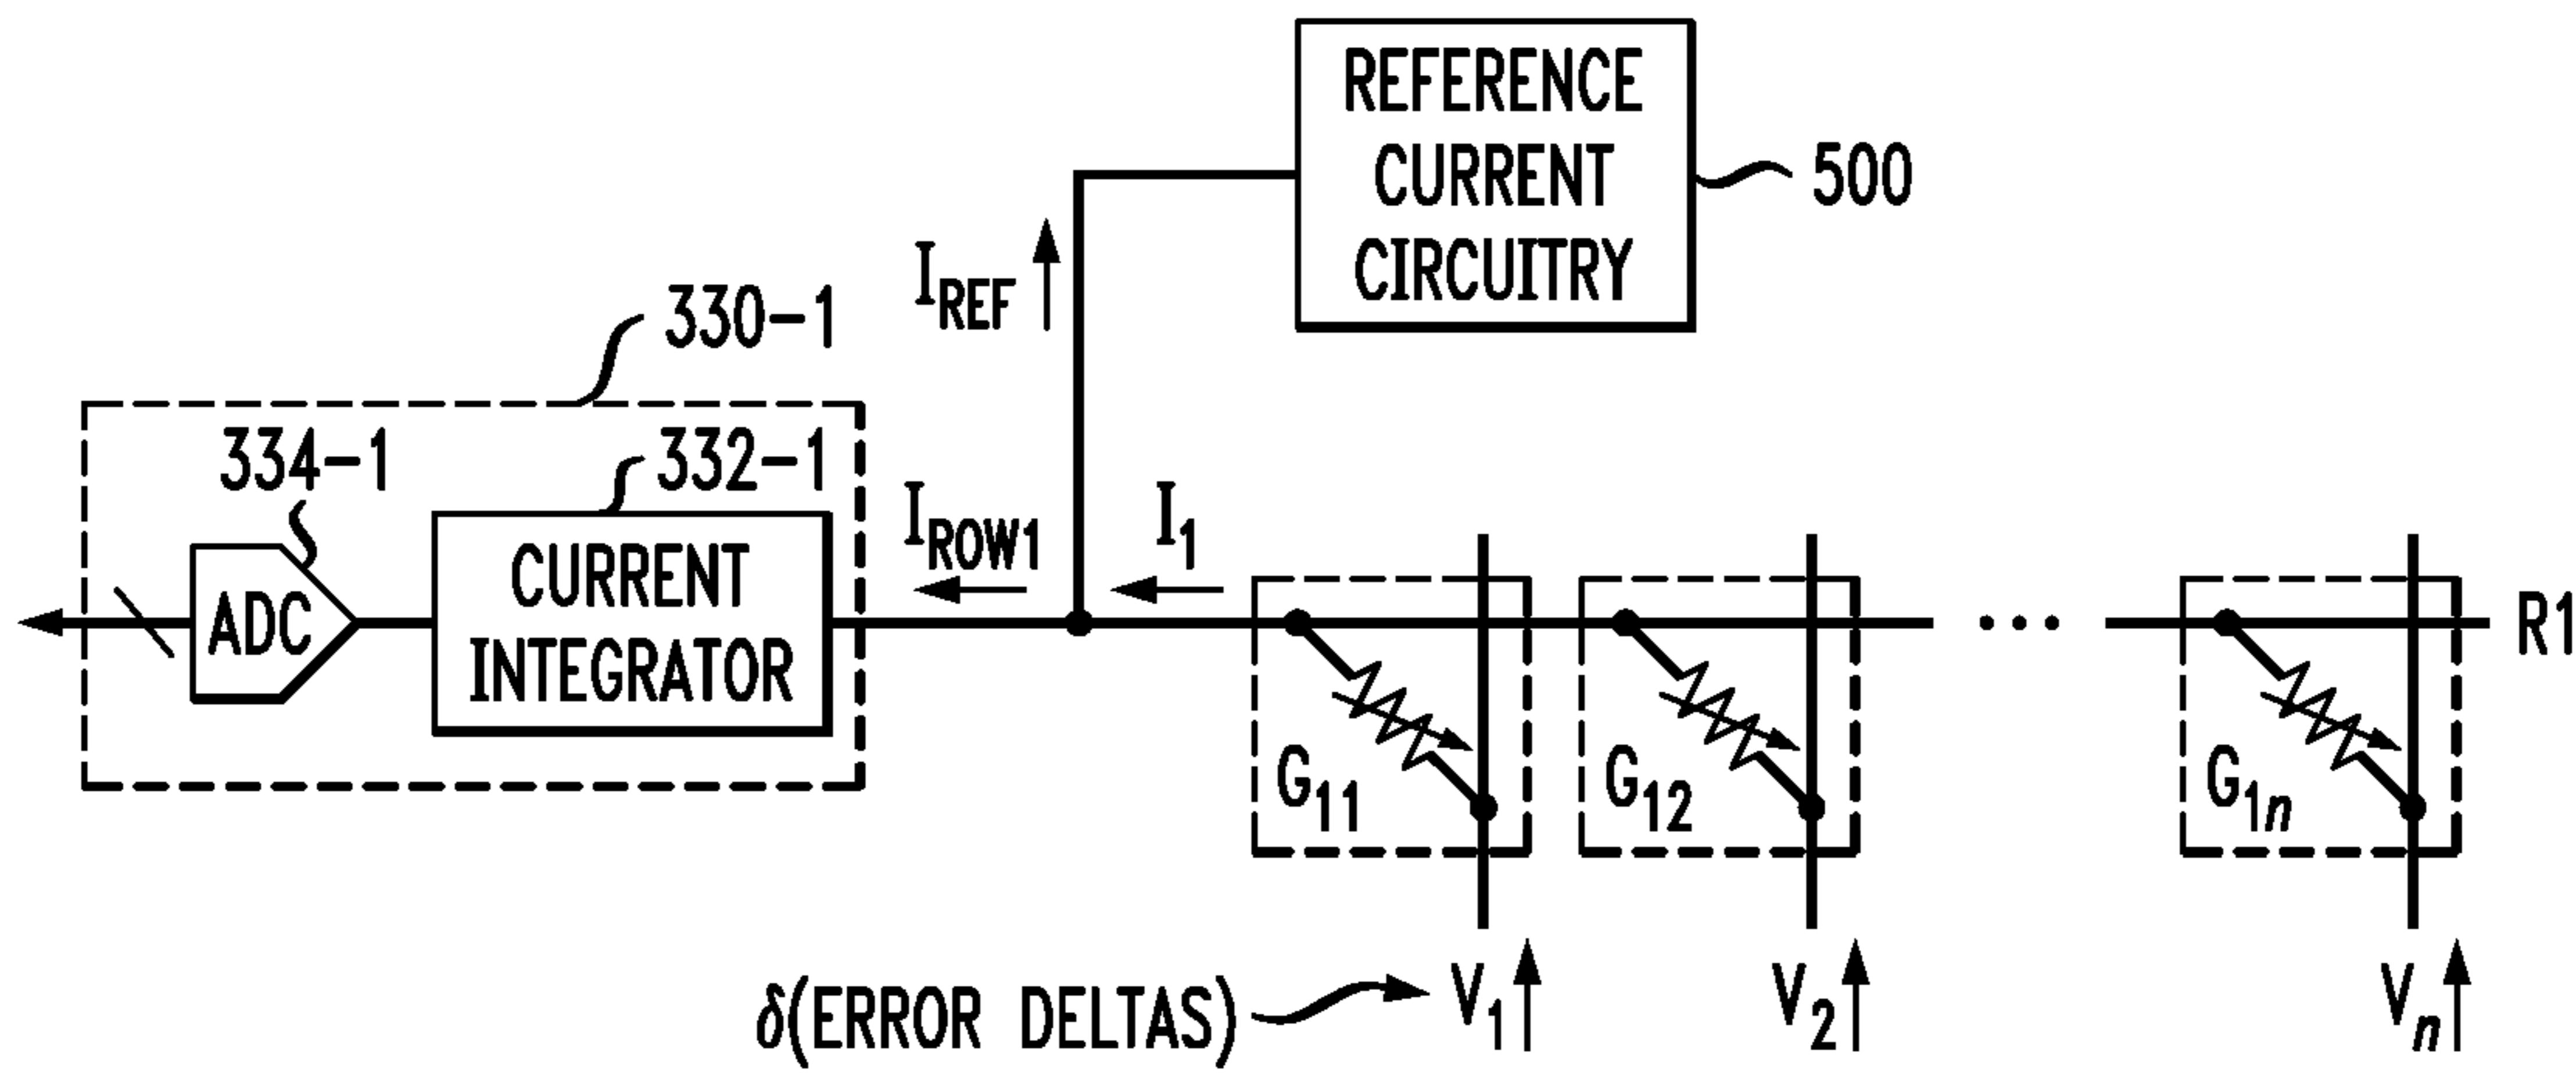 REFERENCE
CURRENT
CIRCUITRY
500
I_REF
330-1
334-1
332-1
I_ROW1
I_1
ADC
CURRENT
INTEGRATOR
R1
G_11
G_12
G_1n
δ(ERROR DELTAS)
V_1
V_2
V_n